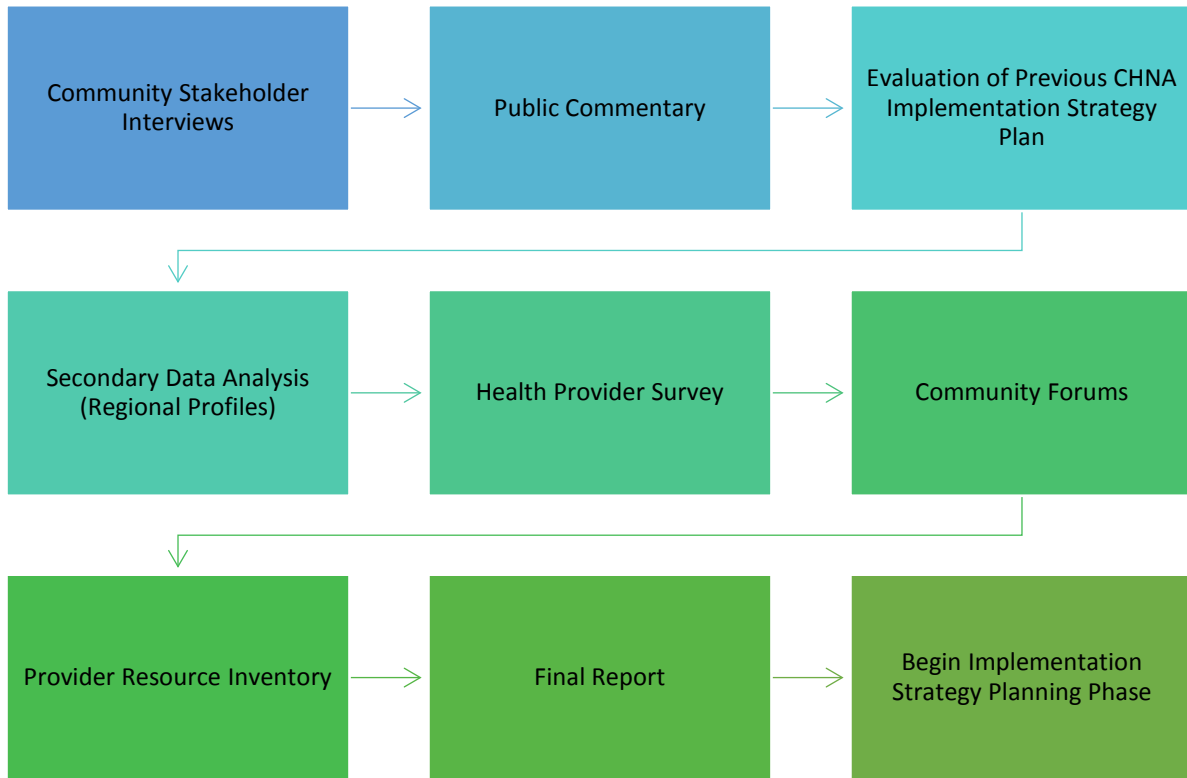 Community Stakeholder
Interviews
Public Commentary
Evaluation of Previous CHNA
Implementation Strategy
Plan
Secondary Data Analysis
(Regional Profiles)
Health Provider Survey
Community Forums
Provider Resource Inventory
Final Report
Begin Implementation
Strategy Planning Phase